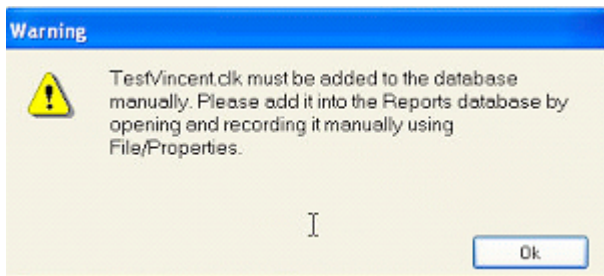 Warning
TestVincent.clk must be added to the database
manually. Please add it into the Reports database by
opening and recording it manually using
File/Properties.
Ok